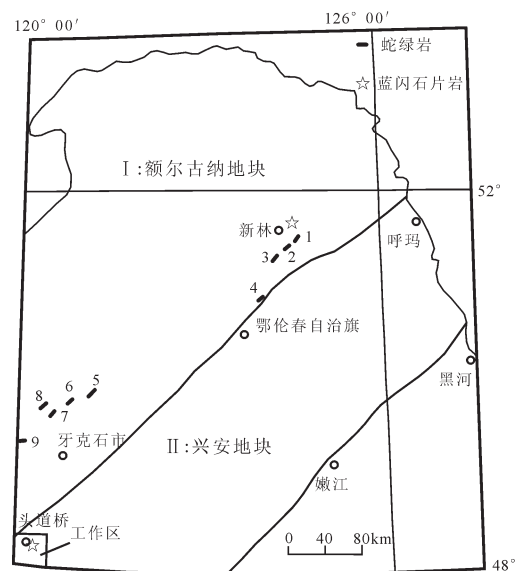 120° 00′
126° 00′
蛇绿岩
蓝闪石片岩
Ⅰ:额尔古纳地块
52°
新林
1
2
3
呼玛
4
鄂伦春自治旗
黑河
5
6
8
7
9
牙克石市
Ⅱ:兴安地块
嫩江
头道桥
工作区
0 40 80km
48°